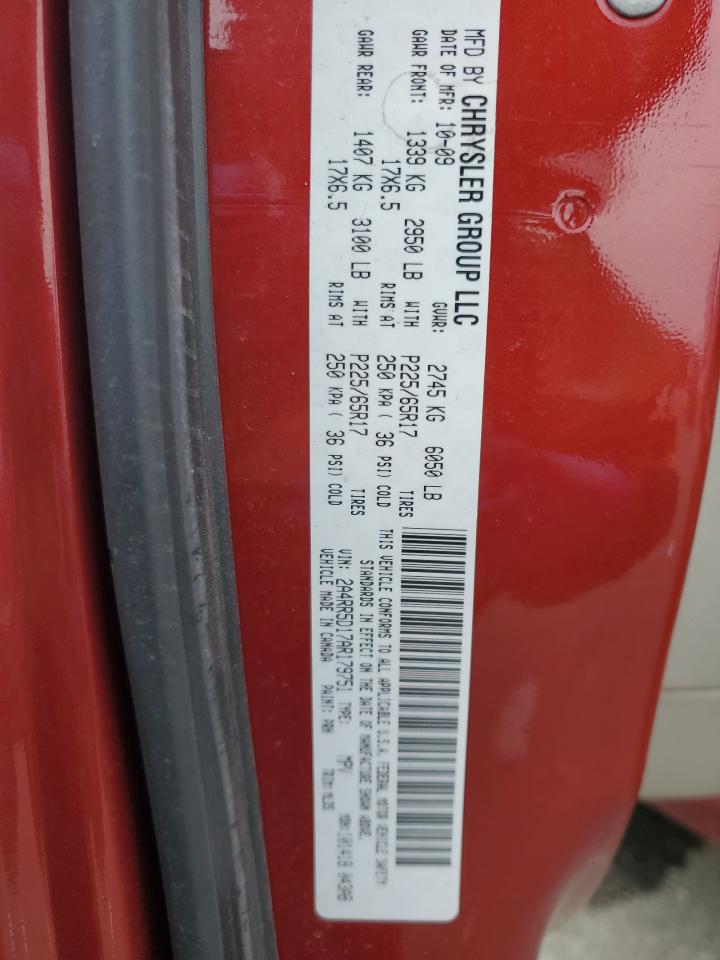 MFD BY CHRYSLER GROUP LLC
DATE OF MFR: 10-09 GVWR: 2745 KG 6050 LB
GAWR FRONT: 1339 KG 2950 LB WITH P225/65R17 TIRES
17X6.5 RIMS AT 250 KPA ( 36 PSI) COLD
GAWR REAR: 1407 KG 3100 LB WITH P225/65R17 TIRES
17X6.5 RIMS AT 250 KPA ( 36 PSI) COLD
THIS VEHICLE CONFORMS TO ALL APPLICABLE U.S.A. FEDERAL MOTOR VEHICLE SAFETY
STANDARDS IN EFFECT ON THE DATE OF MANUFACTURE SHOWN ABOVE.
VIN: 2A4RR5D17AR179751 TYPE: MPV MDH:101419 043AB
VEHICLE MADE IN CANADA PAINT: PRH TRIM: